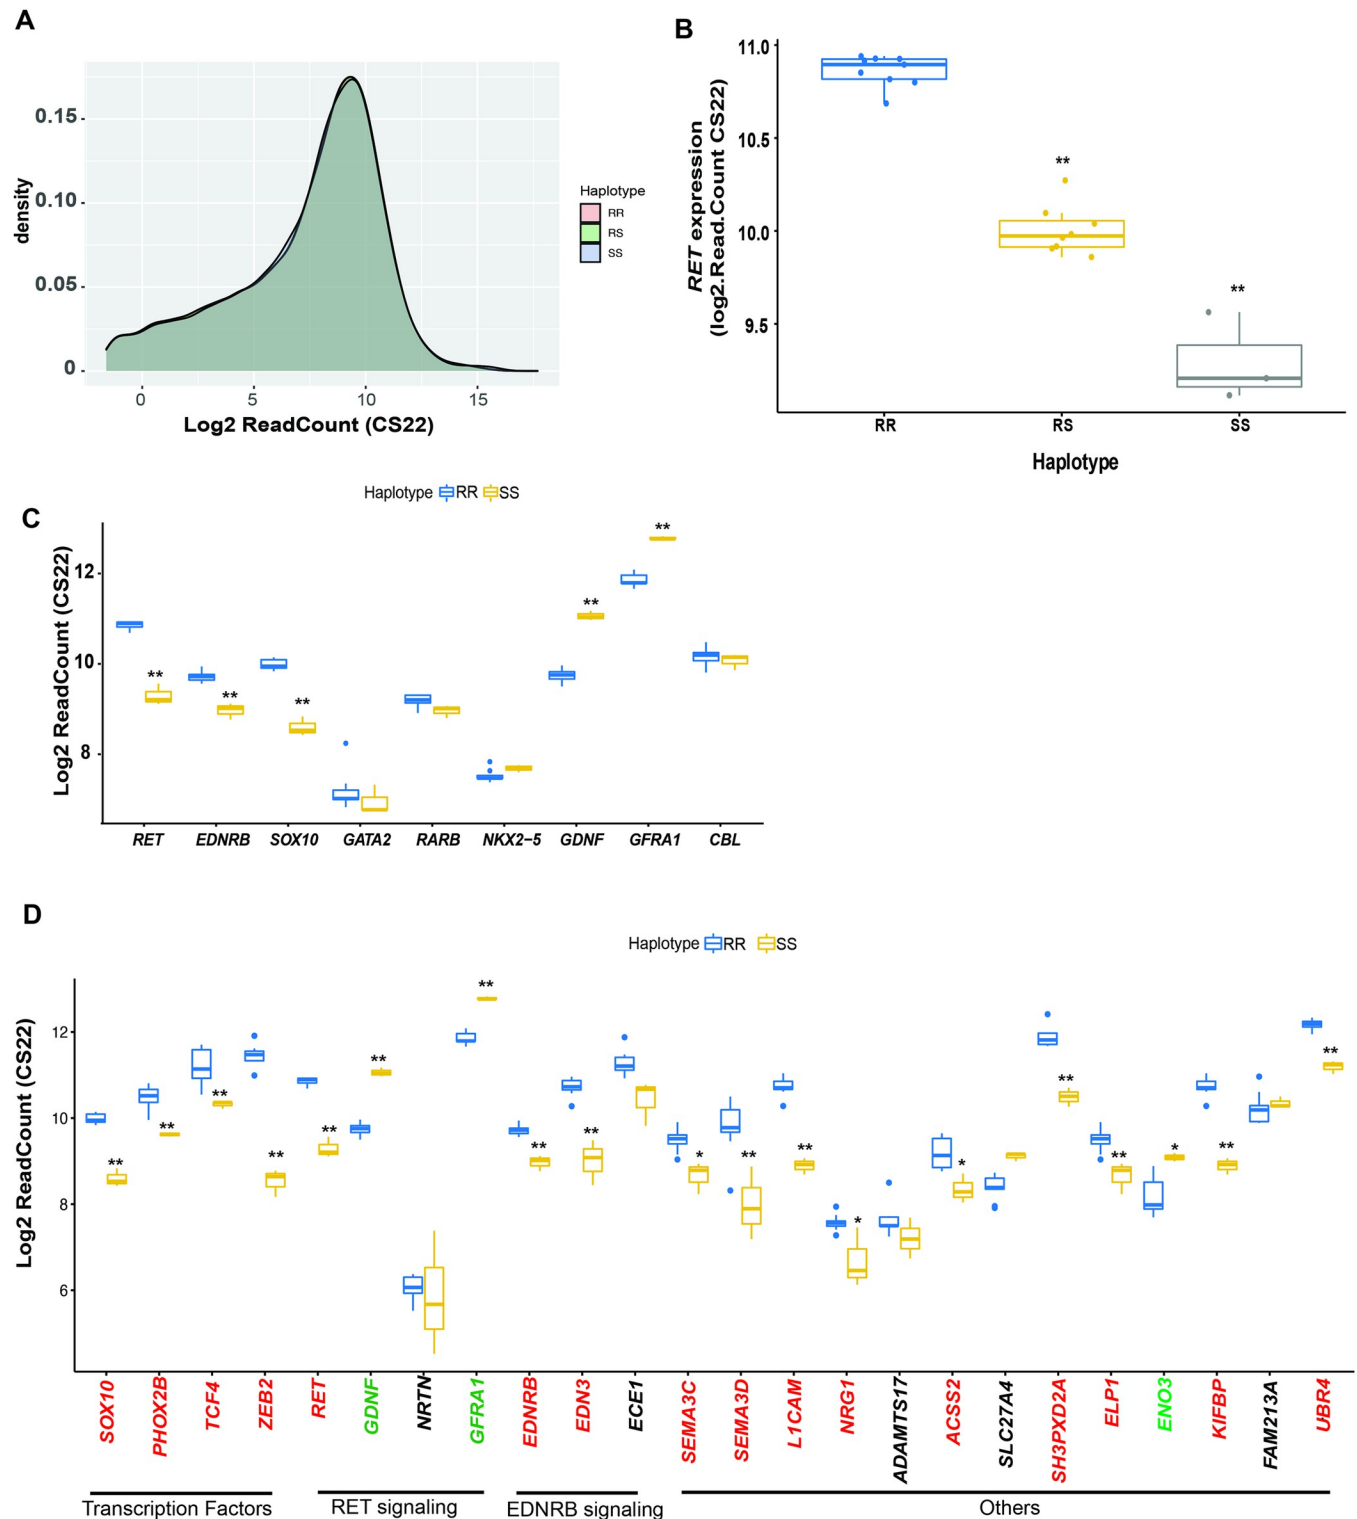 A
density
0.15
0.10
0.05
0
0
5
10
15
Log2 ReadCount (CS22)
Haplotype
RR
RS
SS
B
RET expression
(log2.Read.Count CS22)
11.0
10.5
10.0
9.5
**
**
RR
RS
SS
Haplotype
C
Haplotype RR SS
Log2 ReadCount (CS22)
12
10
8
**
**
**
**
**
RET
EDNRB
SOX10
GATA2
RARB
NKX2−5
GDNF
GFRA1
CBL
D
Haplotype RR SS
Log2 ReadCount (CS22)
12
10
8
6
**
**
**
**
**
**
**
**
**
*
**
**
*
*
**
**
*
**
**
SOX10
PHOX2B
TCF4
ZEB2
RET
GDNF
NRTN
GFRA1
EDNRB
EDN3
ECE1
SEMA3C
SEMA3D
L1CAM
NRG1
ADAMTS17
ACSS2
SLC27A4
SH3PXD2A
ELP1
ENO3
KIFBP
FAM213A
UBR4
Transcription Factors
RET signaling
EDNRB signaling
Others